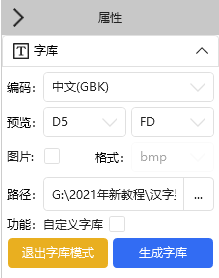 属性
T 字库
编码: 中文(GBK)
预览: D5 FD
图片: 格式: bmp
路径: G:\2021年新教程\汉字 ...
功能: 自定义字库
退出字库模式 生成字库